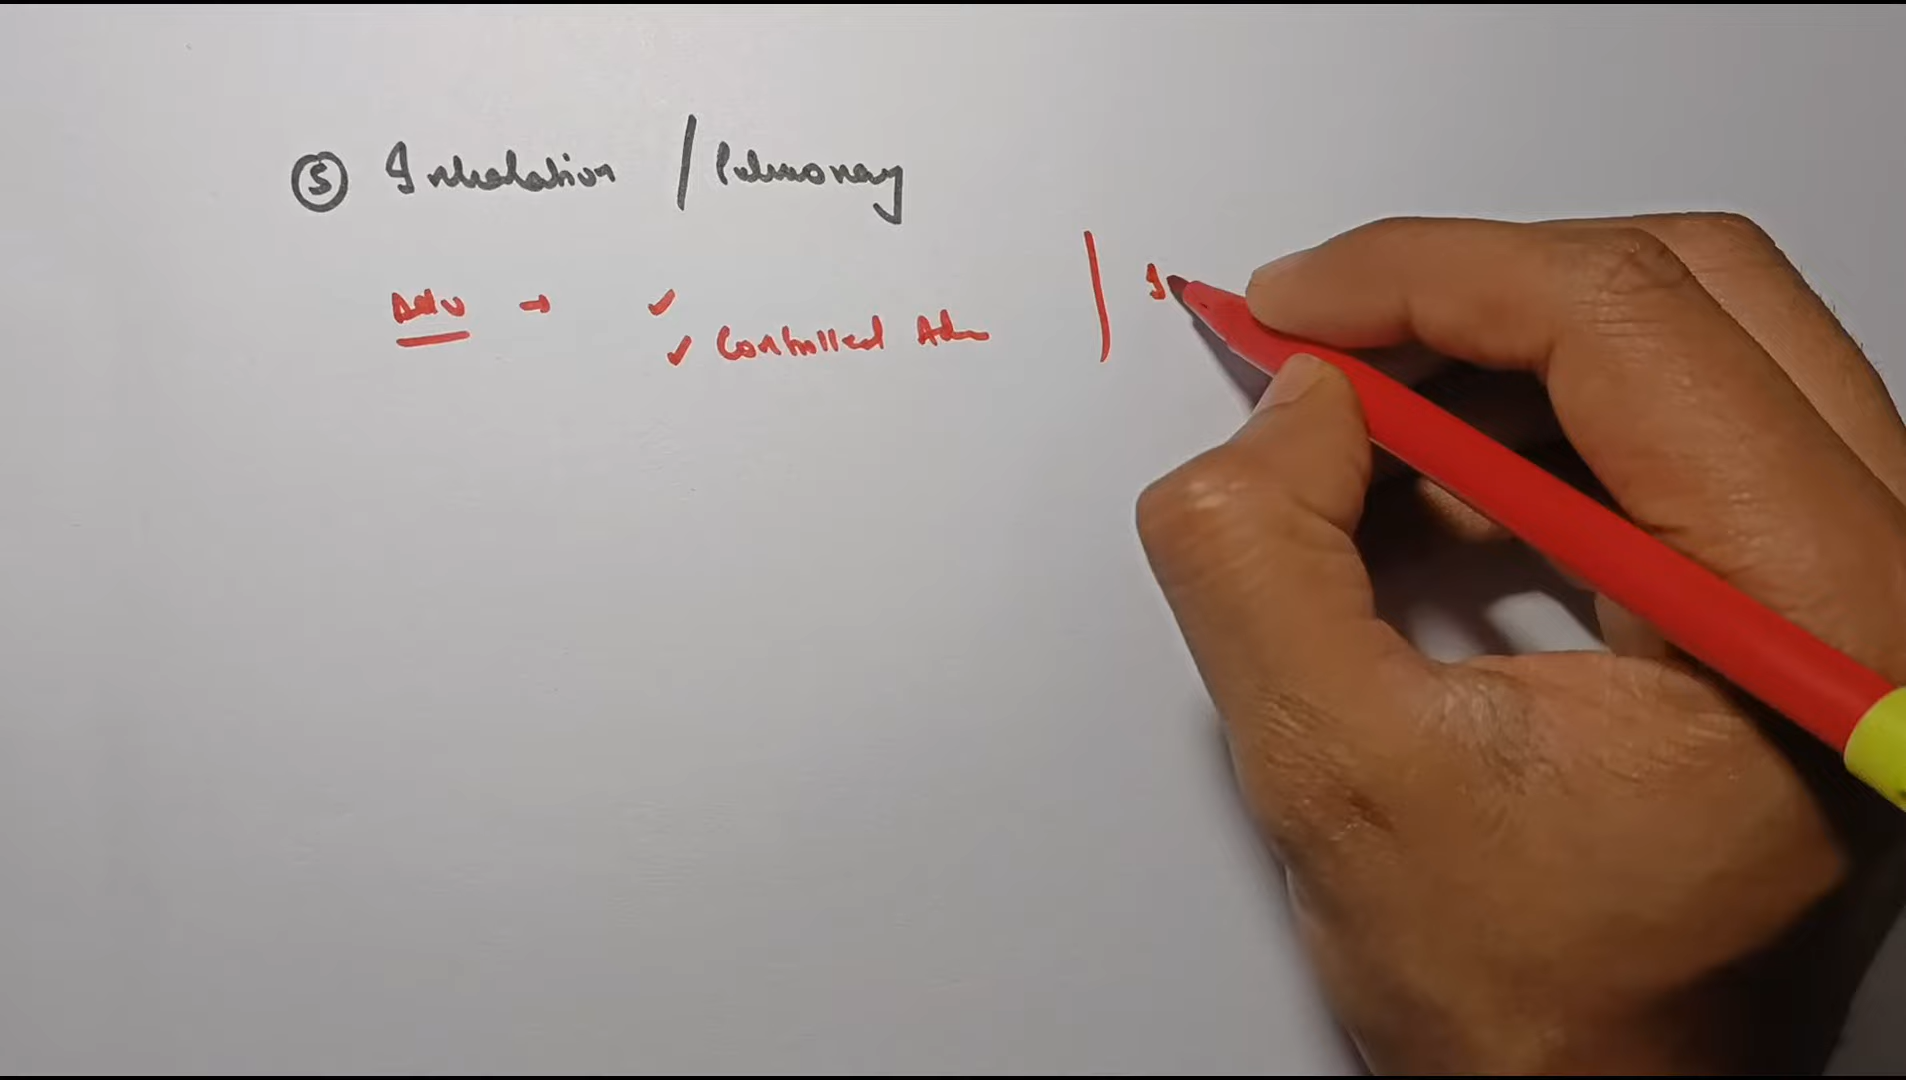 ⑤ Inhalation / Pulmonary
Adv → ✓
✓ Controlled Adm | I